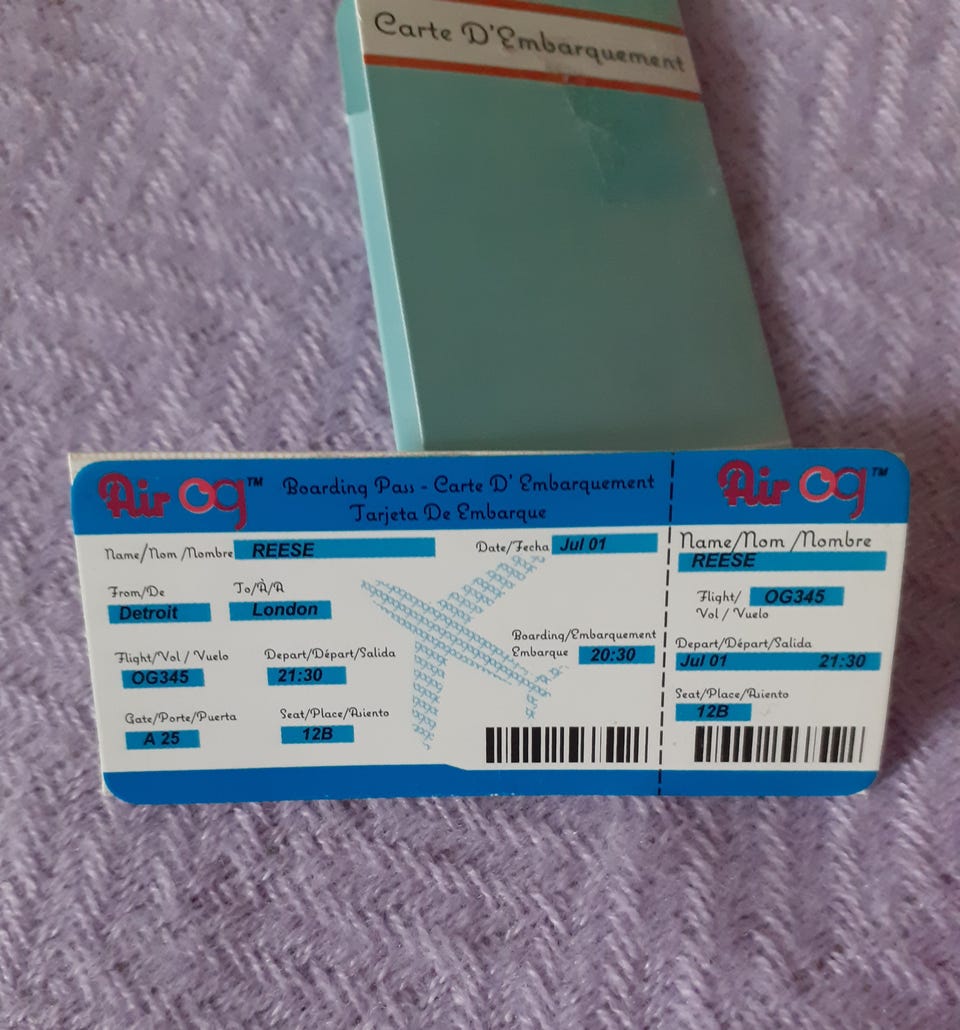 Carte D'Embarquement
Air og™ Boarding Pass - Carte D' Embarquement
Tarjeta De Embarque
Name/Nom /Nombre REESE Date/Fecha Jul 01
From/De To/À/A
Detroit London
Boarding/Embarquement
Embarque 20:30
Flight/Vol / Vuelo Depart/Départ/Salida
OG345 21:30
Gate/Porte/Puerta Seat/Place/Asiento
A 25 12B
Air og™
Name/Nom /Nombre
REESE
Flight/ OG345
Vol / Vuelo
Depart/Départ/Salida
Jul 01 21:30
Seat/Place/Asiento
12B